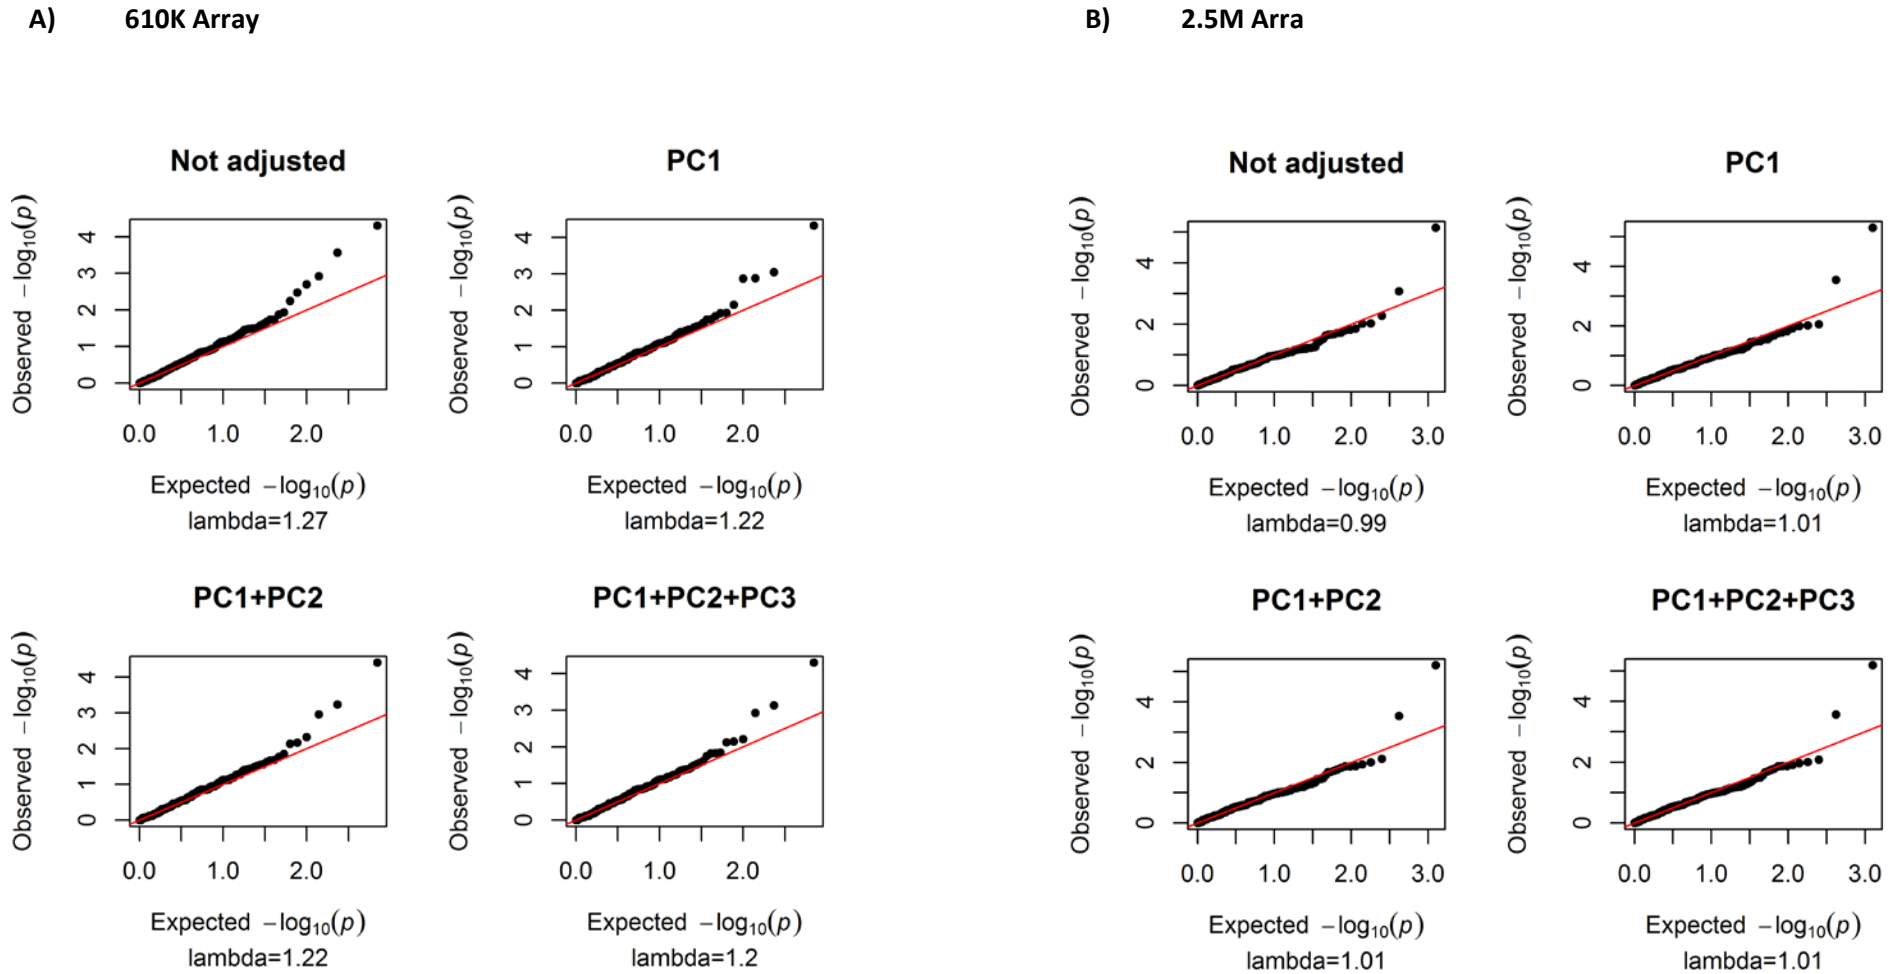 A) 610K Array
B) 2.5M Arra
Not adjusted
Observed −log10(p)
0 1 2 3 4
0.0 1.0 2.0
Expected −log10(p)
lambda=1.27
PC1
Observed −log10(p)
0 1 2 3 4
0.0 1.0 2.0
Expected −log10(p)
lambda=1.22
Not adjusted
Observed −log10(p)
0 2 4
0.0 1.0 2.0 3.0
Expected −log10(p)
lambda=0.99
PC1
Observed −log10(p)
0 2 4
0.0 1.0 2.0 3.0
Expected −log10(p)
lambda=1.01
PC1+PC2
Observed −log10(p)
0 1 2 3 4
0.0 1.0 2.0
Expected −log10(p)
lambda=1.22
PC1+PC2+PC3
Observed −log10(p)
0 1 2 3 4
0.0 1.0 2.0
Expected −log10(p)
lambda=1.2
PC1+PC2
Observed −log10(p)
0 2 4
0.0 1.0 2.0 3.0
Expected −log10(p)
lambda=1.01
PC1+PC2+PC3
Observed −log10(p)
0 2 4
0.0 1.0 2.0 3.0
Expected −log10(p)
lambda=1.01